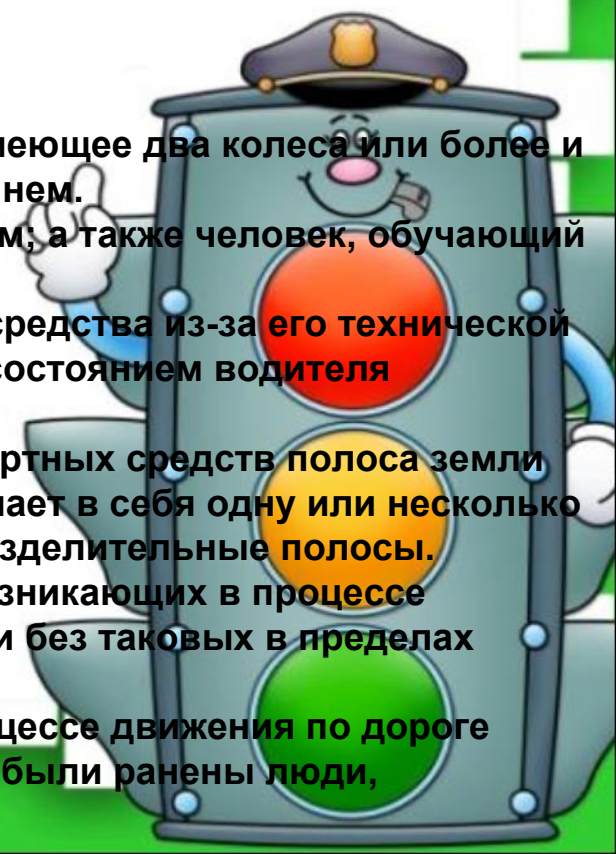 меющее два колеса или более и
нем.
м; а также человек, обучающий
средства из-за его технической
состоянием водителя
ртных средств полоса земли
чает в себя одну или несколько
зделительные полосы.
зникающих в процессе
и без таковых в пределах
цессе движения по дороге
были ранены люди,